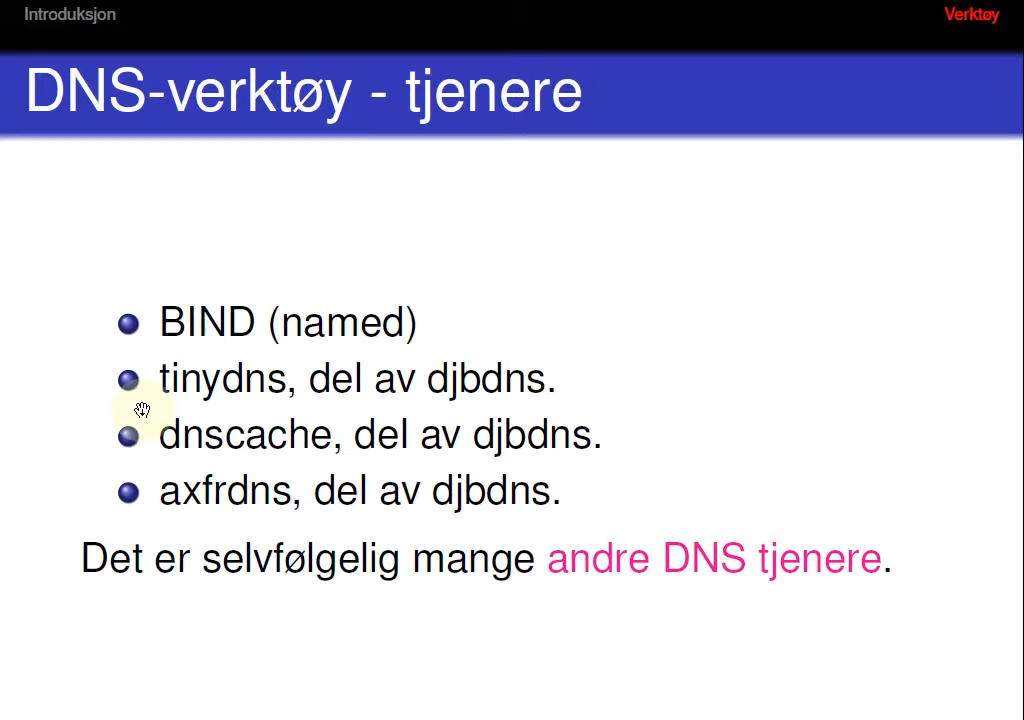 Introduksjon
Verktøy
DNS-verktøy - tjenere
BIND (named)
tinydns, del av djbdns.
dnscache, del av djbdns.
axfrdns, del av djbdns.
Det er selvfølgelig mange andre DNS tjenere.